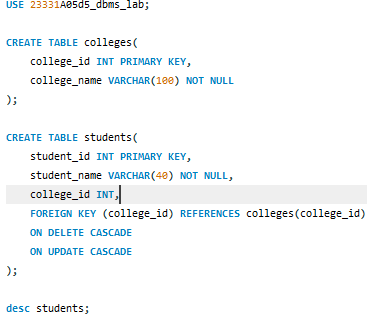 USE 23331A05d5_dbms_lab;
CREATE TABLE colleges(
college_id INT PRIMARY KEY,
college_name VARCHAR(100) NOT NULL
);
CREATE TABLE students(
student_id INT PRIMARY KEY,
student_name VARCHAR(40) NOT NULL,
college_id INT,
FOREIGN KEY (college_id) REFERENCES colleges(college_id)
ON DELETE CASCADE
ON UPDATE CASCADE
);
desc students;